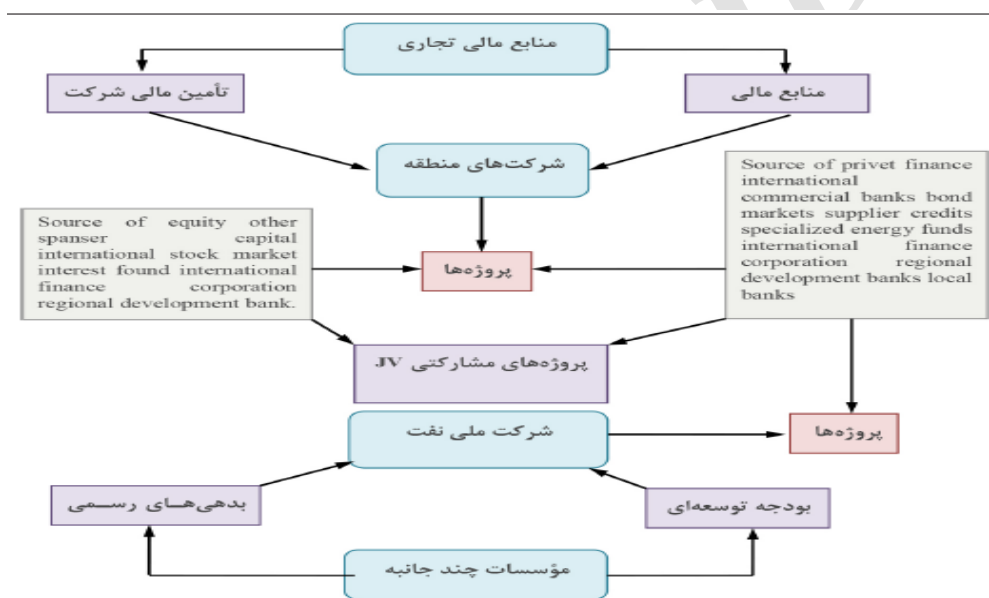 منابع مالی تجاری
منابع مالی
تأمین مالی شرکت
شرکت‌های منطقه
Source of privet finance
international
commercial banks bond
markets supplier credits
specialized energy funds
international finance
corporation regional
development banks local
banks
Source of equity other
spanser capital
international stock market
interest found international
finance corporation
regional development bank.
پروژه‌ها
پروژه‌های مشارکتی JV
شرکت ملی نفت
پروژه‌ها
بودجه توسعه‌ای
بدهی‌هـای رسـمی
مؤسسات چند جانبه